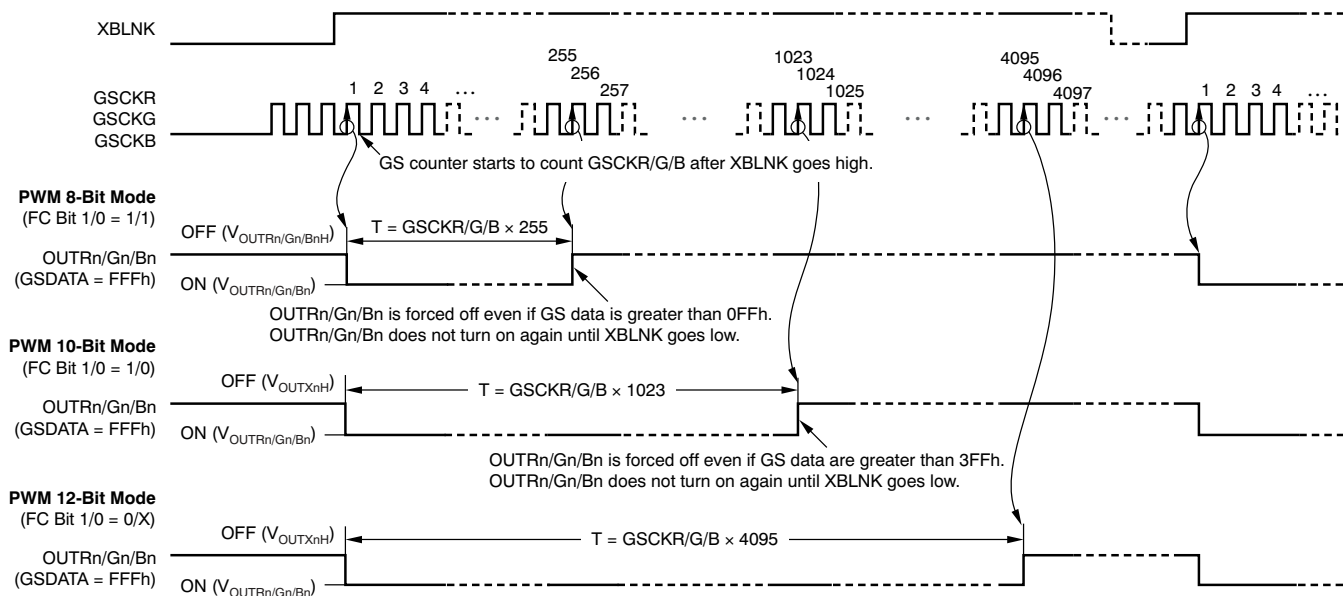 XBLNK
255
256
257
1023
1024
1025
4095
4096
4097
1 2 3 4 ...
1 2 3 4 ...
GSCKR
GSCKG
GSCKB
GS counter starts to count GSCKR/G/B after XBLNK goes high.
PWM 8-Bit Mode
(FC Bit 1/0 = 1/1)
OFF (VOUTRn/Gn/BnH)
T = GSCKR/G/B × 255
OUTRn/Gn/Bn
(GSDATA = FFFh)
ON (VOUTRn/Gn/Bn)
OUTRn/Gn/Bn is forced off even if GS data is greater than 0FFh.
OUTRn/Gn/Bn does not turn on again until XBLNK goes low.
PWM 10-Bit Mode
(FC Bit 1/0 = 1/0)
OFF (VOUTXnH)
T = GSCKR/G/B × 1023
OUTRn/Gn/Bn
(GSDATA = FFFh)
ON (VOUTRn/Gn/Bn)
OUTRn/Gn/Bn is forced off even if GS data are greater than 3FFh.
OUTRn/Gn/Bn does not turn on again until XBLNK goes low.
PWM 12-Bit Mode
(FC Bit 1/0 = 0/X)
OFF (VOUTXnH)
T = GSCKR/G/B × 4095
OUTRn/Gn/Bn
(GSDATA = FFFh)
ON (VOUTRn/Gn/Bn)